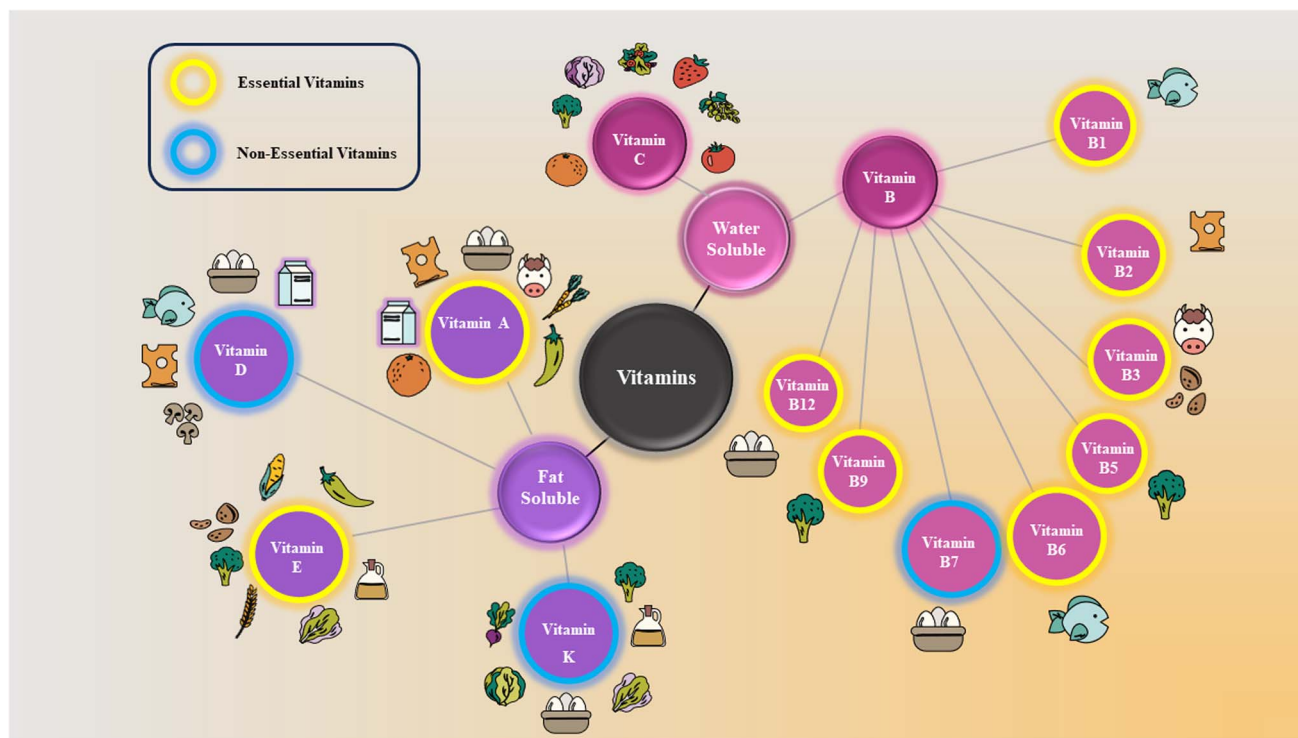 Essential Vitamins
Non-Essential Vitamins
Vitamin
C
Vitamin
B
Vitamin
B1
Water
Soluble
Vitamin
B2
Vitamin A
Vitamin
D
Vitamins
Vitamin
B3
Vitamin
B12
Vitamin
B5
Vitamin
B9
Fat
Soluble
Vitamin
B6
Vitamin
B7
Vitamin
E
Vitamin
K